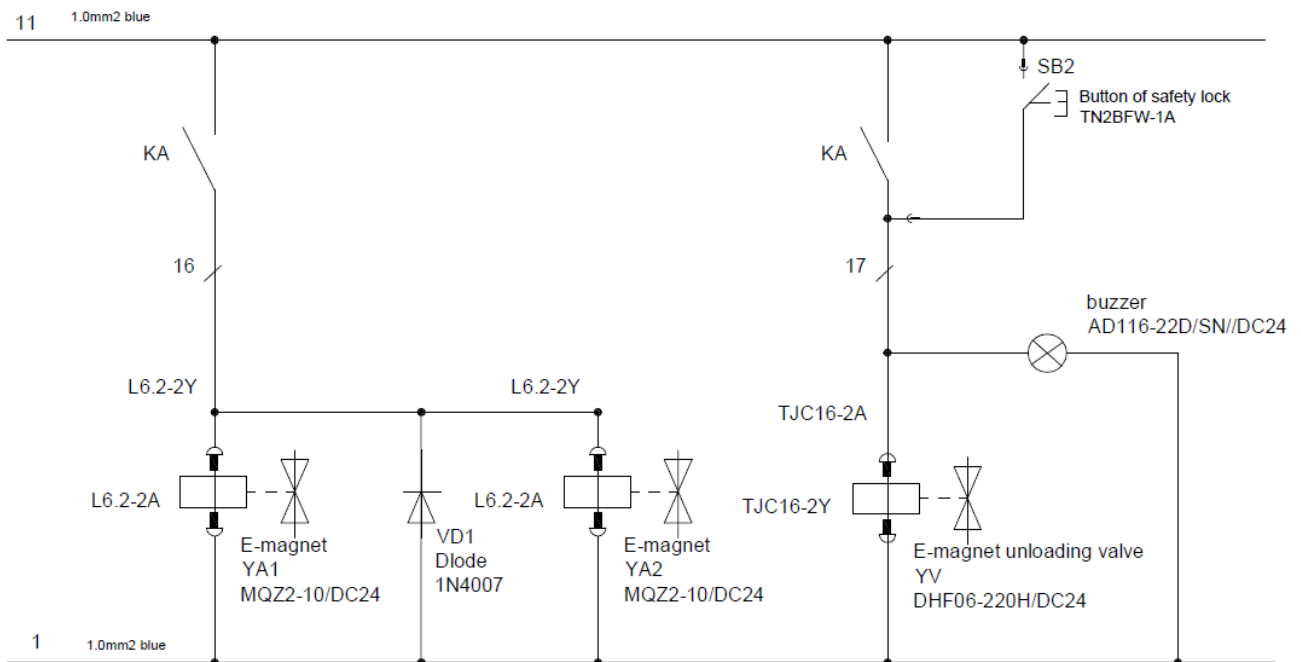 11 1.0mm2 blue
SB2
Button of safety lock
TN2BFW-1A
KA
KA
16
17
buzzer
AD116-22D/SN//DC24
L6.2-2Y
L6.2-2Y
TJC16-2A
L6.2-2A
L6.2-2A
TJC16-2Y
E-magnet
YA1
MQZ2-10/DC24
VD1
DIode
1N4007
E-magnet
YA2
MQZ2-10/DC24
E-magnet unloading valve
YV
DHF06-220H/DC24
1 1.0mm2 blue